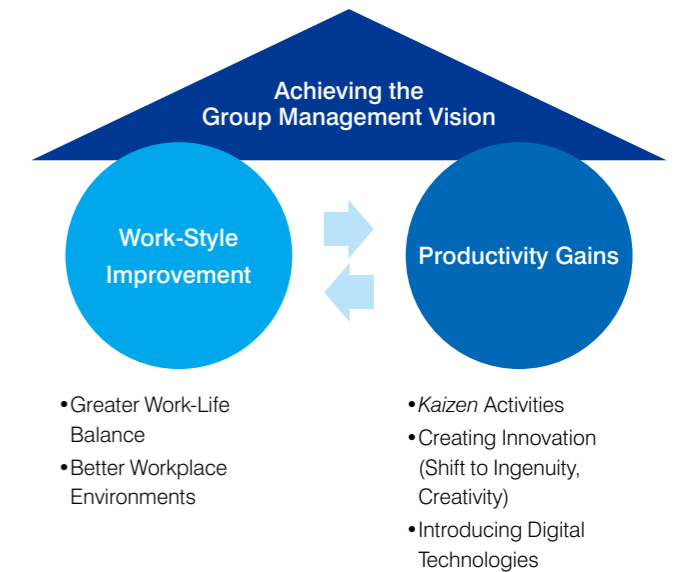 Achieving the
Group Management Vision
Work-Style
Improvement
Productivity Gains
•Greater Work-Life
Balance
•Better Workplace
Environments
•Kaizen Activities
•Creating Innovation
(Shift to Ingenuity,
Creativity)
•Introducing Digital
Technologies